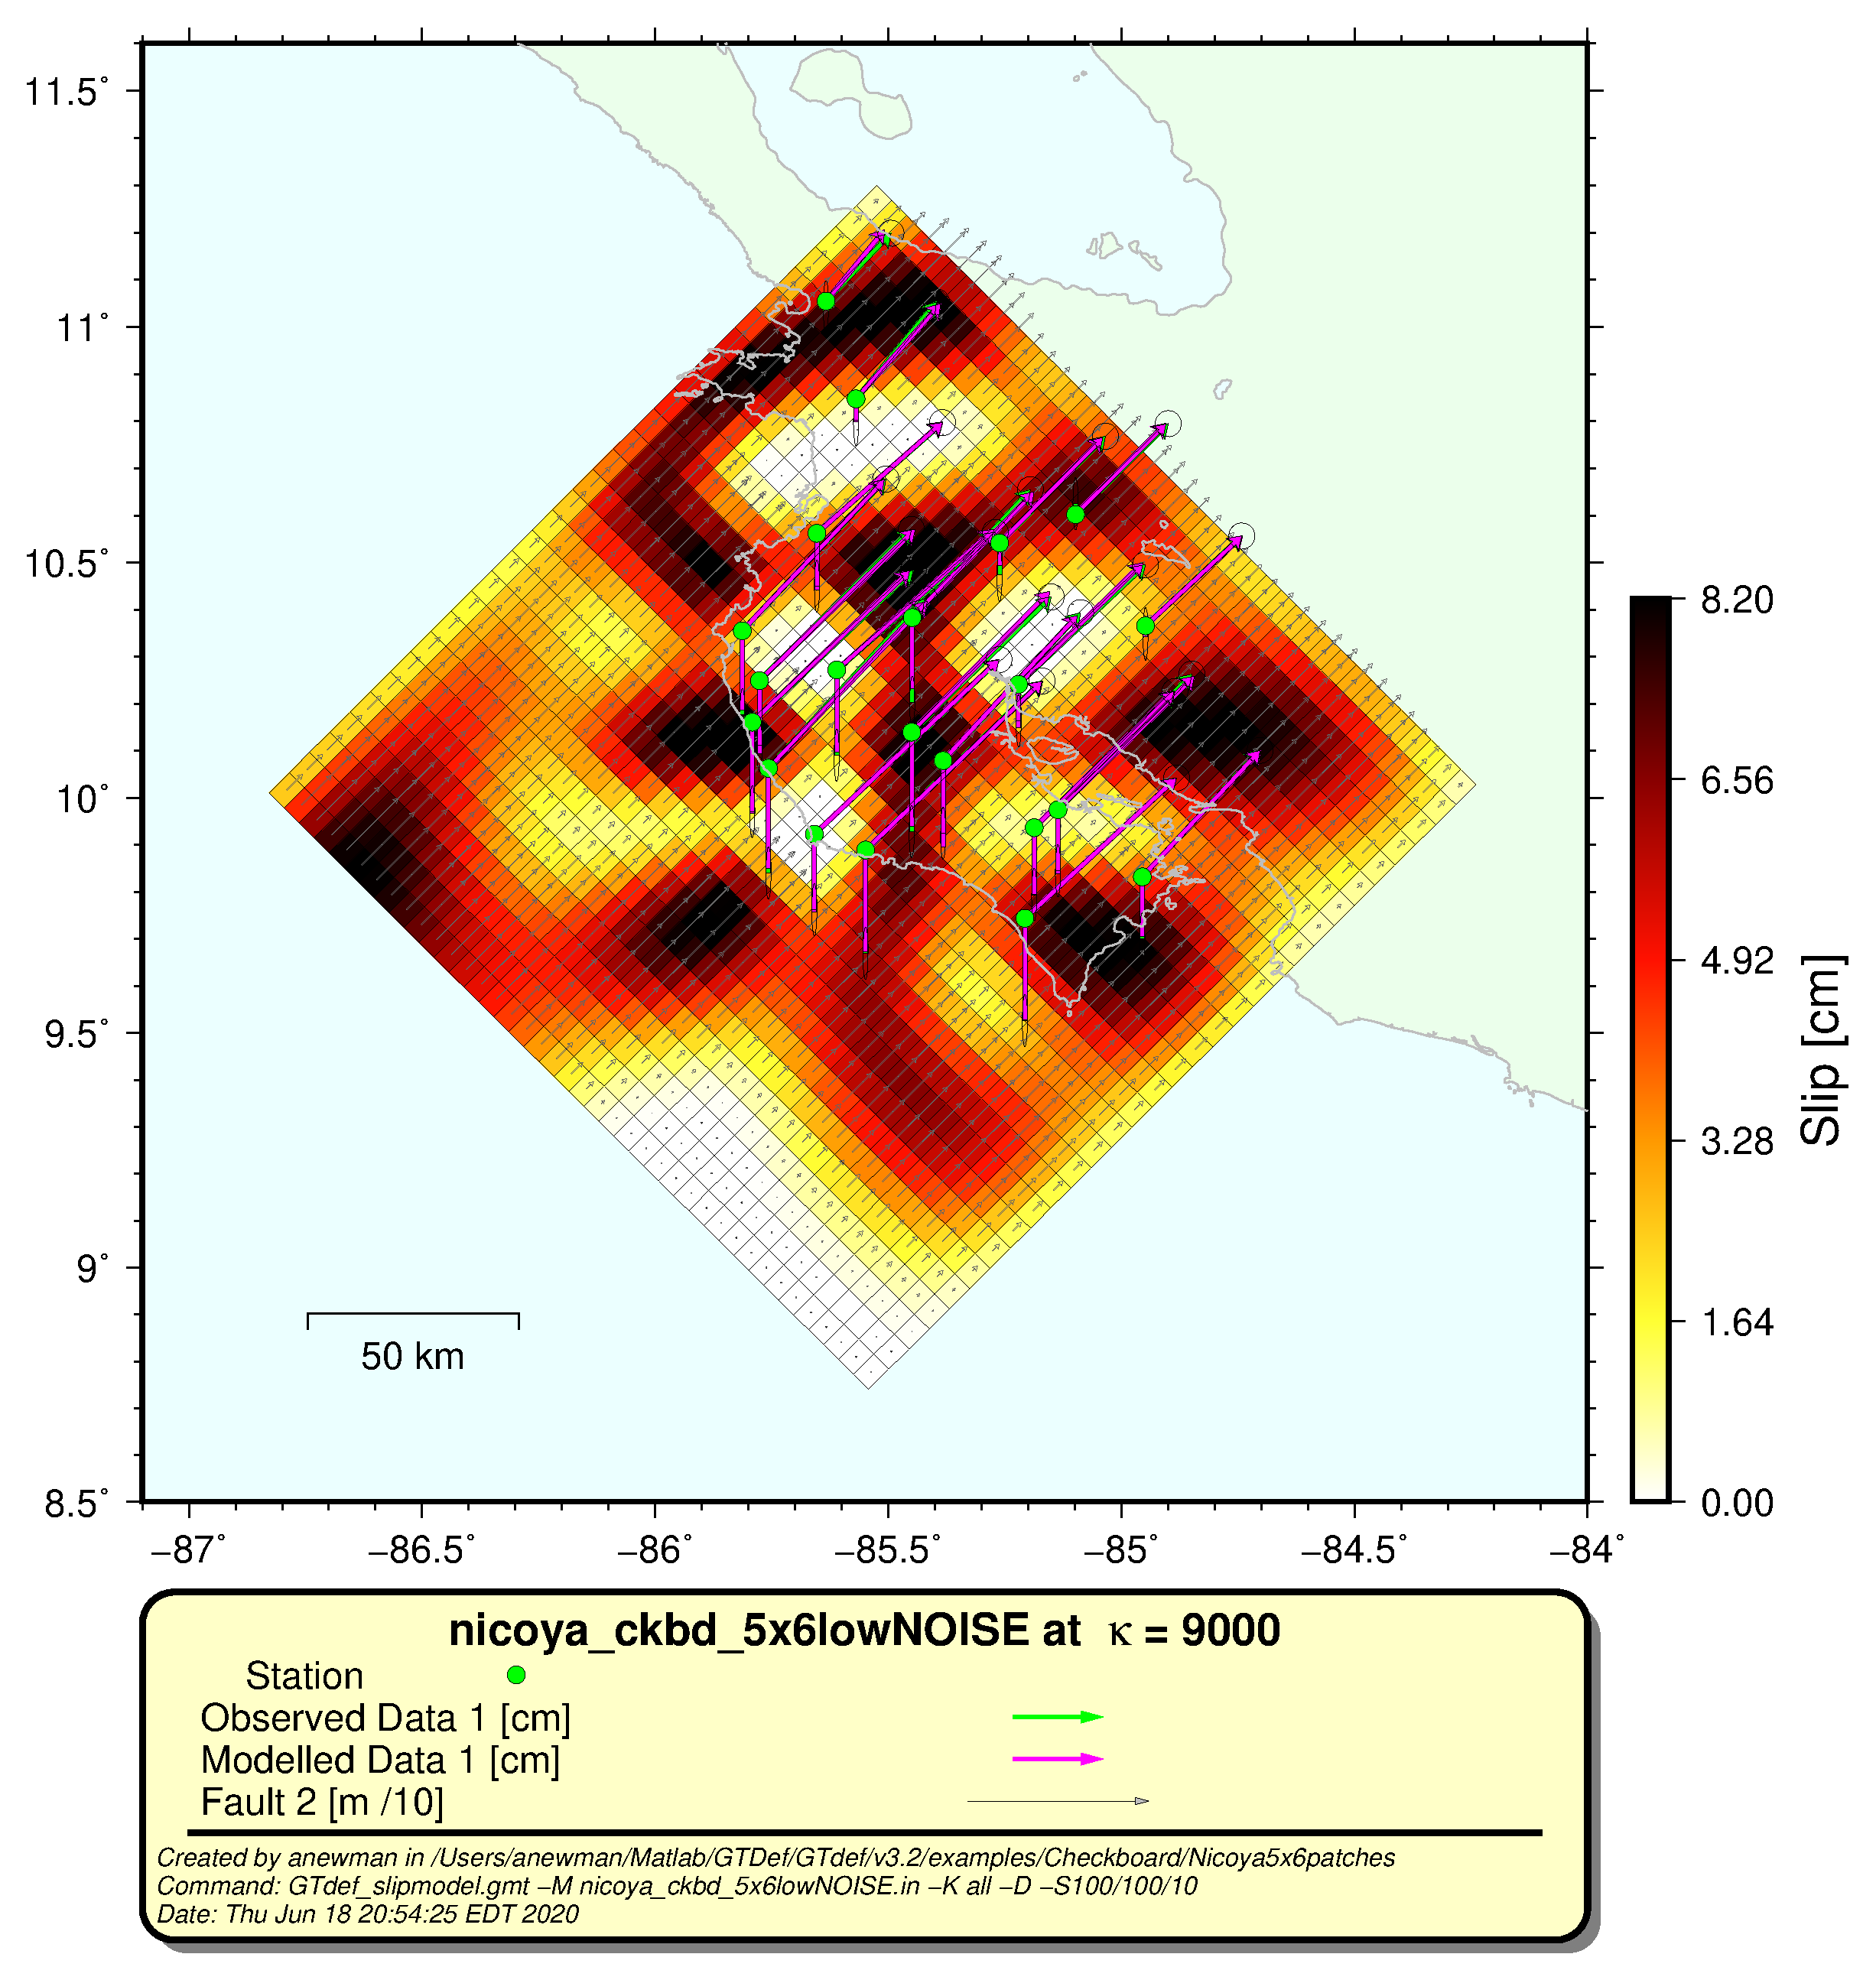 11.5°
11°
10.5°
10°
9.5°
9°
8.5°
50 km
−87°
−86.5°
−86°
−85.5°
−85°
−84.5°
−84°
8.20
6.56
4.92
3.28
1.64
0.00
Slip [cm]
nicoya_ckbd_5x6lowNOISE at κ = 9000
Station
Observed Data 1 [cm]
Modelled Data 1 [cm]
Fault 2 [m /10]
Created by anewman in /Users/anewman/Matlab/GTDef/GTdef/v3.2/examples/Checkboard/Nicoya5x6patches
Command: GTdef_slipmodel.gmt −M nicoya_ckbd_5x6lowNOISE.in −K all −D −S100/100/10
Date: Thu Jun 18 20:54:25 EDT 2020